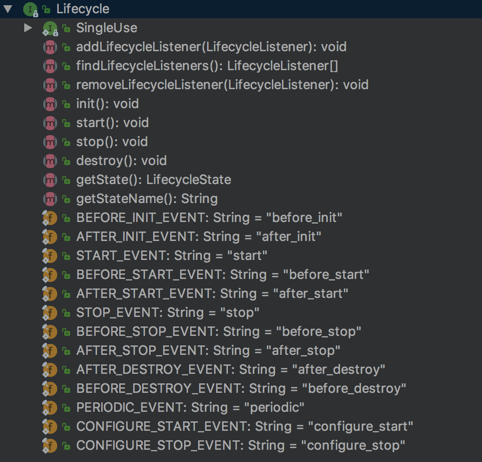 Lifecycle
SingleUse
addLifecycleListener(LifecycleListener): void
findLifecycleListeners(): LifecycleListener[]
removeLifecycleListener(LifecycleListener): void
init(): void
start(): void
stop(): void
destroy(): void
getState(): LifecycleState
getStateName(): String
BEFORE_INIT_EVENT: String = "before_init"
AFTER_INIT_EVENT: String = "after_init"
START_EVENT: String = "start"
BEFORE_START_EVENT: String = "before_start"
AFTER_START_EVENT: String = "after_start"
STOP_EVENT: String = "stop"
BEFORE_STOP_EVENT: String = "before_stop"
AFTER_STOP_EVENT: String = "after_stop"
AFTER_DESTROY_EVENT: String = "after_destroy"
BEFORE_DESTROY_EVENT: String = "before_destroy"
PERIODIC_EVENT: String = "periodic"
CONFIGURE_START_EVENT: String = "configure_start"
CONFIGURE_STOP_EVENT: String = "configure_stop"